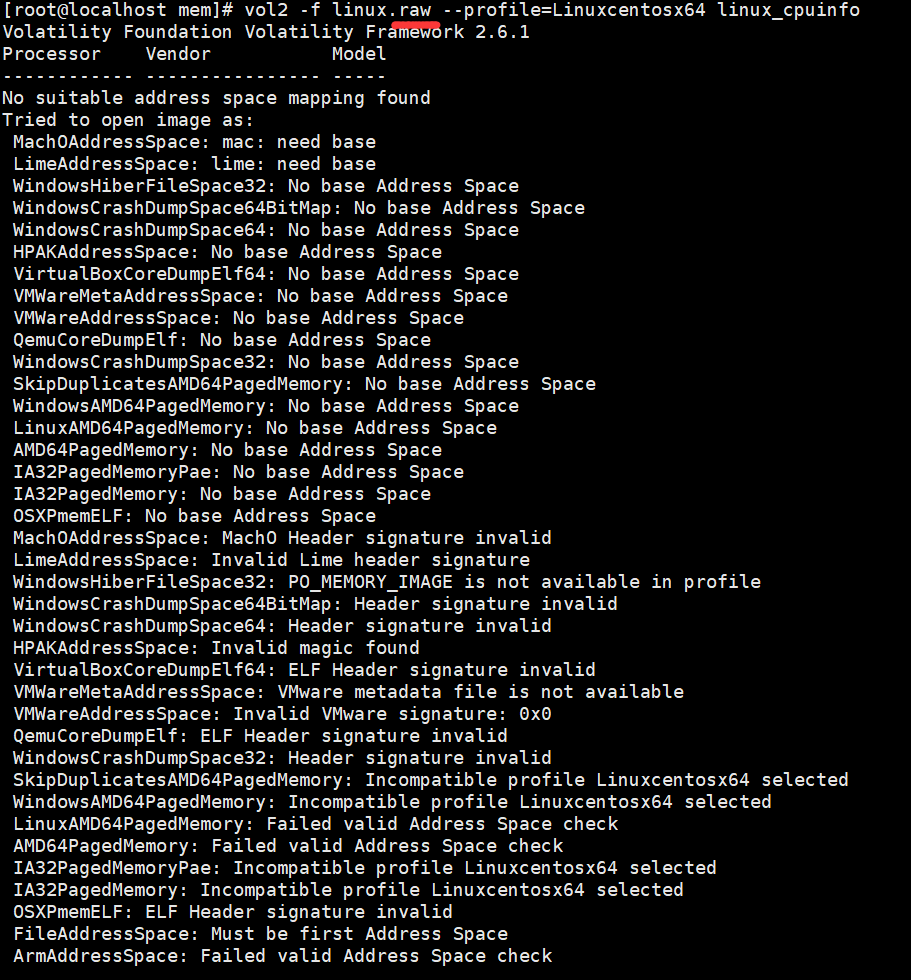 [root@localhost mem]# vol2 -f linux.raw --profile=Linuxcentosx64 linux_cpuinfo
Volatility Foundation Volatility Framework 2.6.1
Processor    Vendor           Model
------------ ---------------- -----
No suitable address space mapping found
Tried to open image as:
 MachOAddressSpace: mac: need base
 LimeAddressSpace: lime: need base
 WindowsHiberFileSpace32: No base Address Space
 WindowsCrashDumpSpace64BitMap: No base Address Space
 WindowsCrashDumpSpace64: No base Address Space
 HPAKAddressSpace: No base Address Space
 VirtualBoxCoreDumpElf64: No base Address Space
 VMWareMetaAddressSpace: No base Address Space
 VMWareAddressSpace: No base Address Space
 QemuCoreDumpElf: No base Address Space
 WindowsCrashDumpSpace32: No base Address Space
 SkipDuplicatesAMD64PagedMemory: No base Address Space
 WindowsAMD64PagedMemory: No base Address Space
 LinuxAMD64PagedMemory: No base Address Space
 AMD64PagedMemory: No base Address Space
 IA32PagedMemoryPae: No base Address Space
 IA32PagedMemory: No base Address Space
 OSXPmemELF: No base Address Space
 MachOAddressSpace: MachO Header signature invalid
 LimeAddressSpace: Invalid Lime header signature
 WindowsHiberFileSpace32: PO_MEMORY_IMAGE is not available in profile
 WindowsCrashDumpSpace64BitMap: Header signature invalid
 WindowsCrashDumpSpace64: Header signature invalid
 HPAKAddressSpace: Invalid magic found
 VirtualBoxCoreDumpElf64: ELF Header signature invalid
 VMWareMetaAddressSpace: VMware metadata file is not available
 VMWareAddressSpace: Invalid VMware signature: 0x0
 QemuCoreDumpElf: ELF Header signature invalid
 WindowsCrashDumpSpace32: Header signature invalid
 SkipDuplicatesAMD64PagedMemory: Incompatible profile Linuxcentosx64 selected
 WindowsAMD64PagedMemory: Incompatible profile Linuxcentosx64 selected
 LinuxAMD64PagedMemory: Failed valid Address Space check
 AMD64PagedMemory: Failed valid Address Space check
 IA32PagedMemoryPae: Incompatible profile Linuxcentosx64 selected
 IA32PagedMemory: Incompatible profile Linuxcentosx64 selected
 OSXPmemELF: ELF Header signature invalid
 FileAddressSpace: Must be first Address Space
 ArmAddressSpace: Failed valid Address Space check